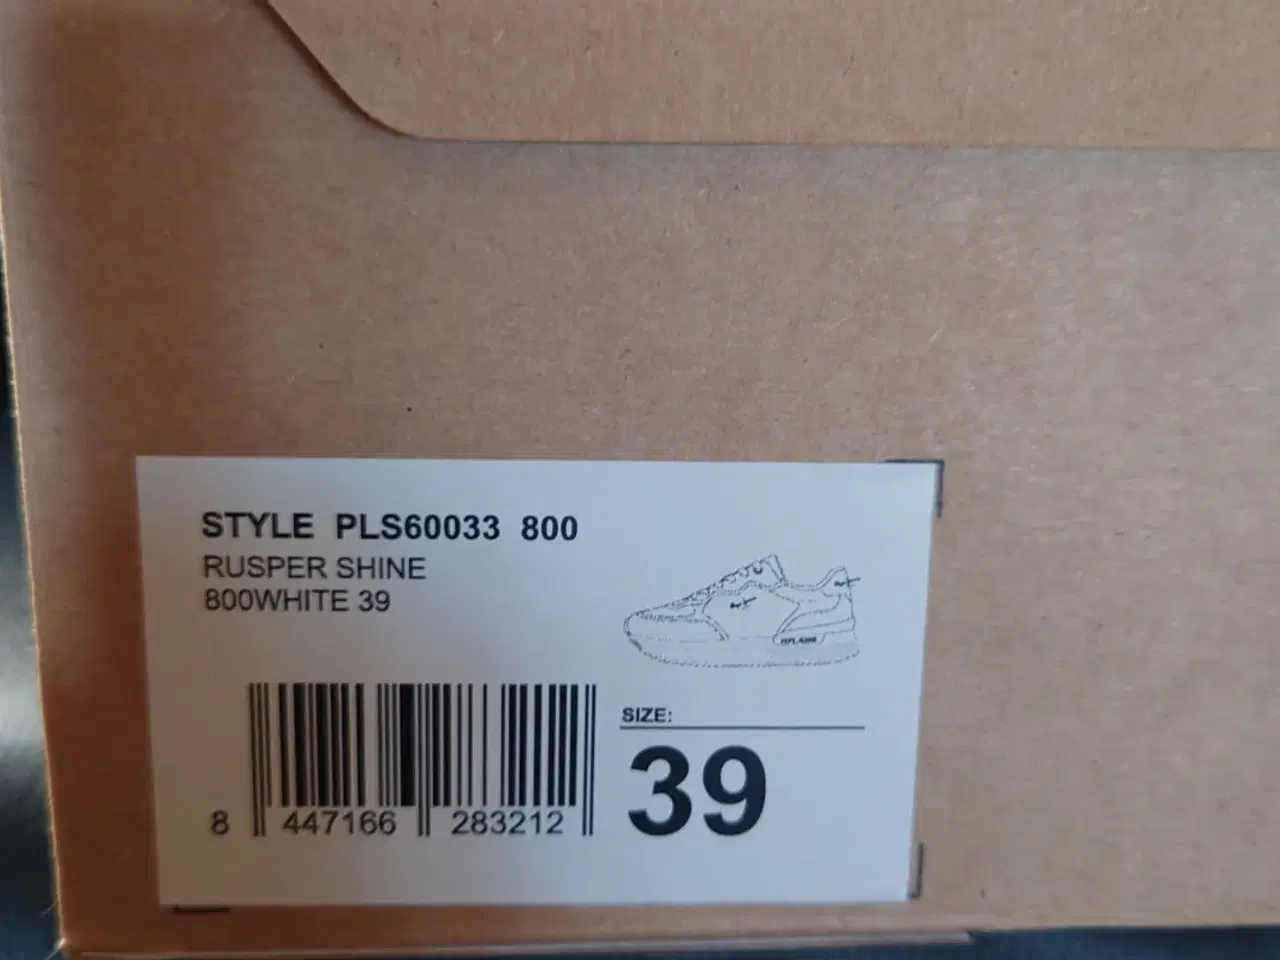 STYLE PLS60033 800
RUSPER SHINE
800WHITE 39
SIZE:
39
8 447166 283212